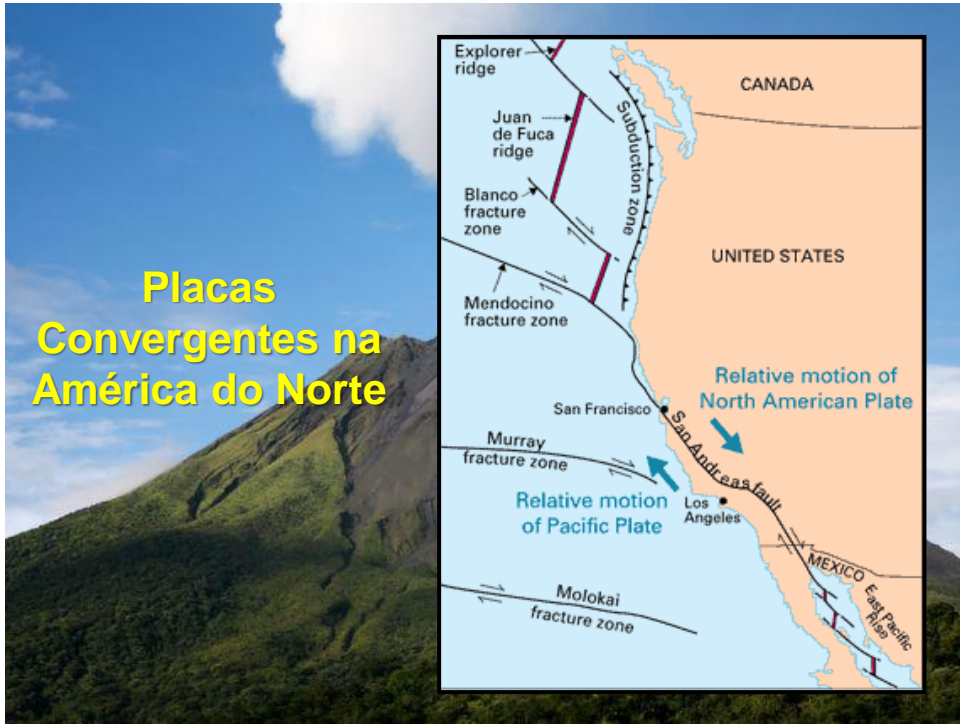 Placas
Convergentes na
América do Norte
Explorer
ridge
CANADA
Juan
de Fuca
ridge
Subduction zone
Blanco
fracture
zone
UNITED STATES
Mendocino
fracture zone
Relative motion of
North American Plate
San Francisco
San Andreas fault
Murray
fracture zone
Relative motion
of Pacific Plate
Los
Angeles
MEXICO
East Pacific
Rise
Molokai
fracture zone